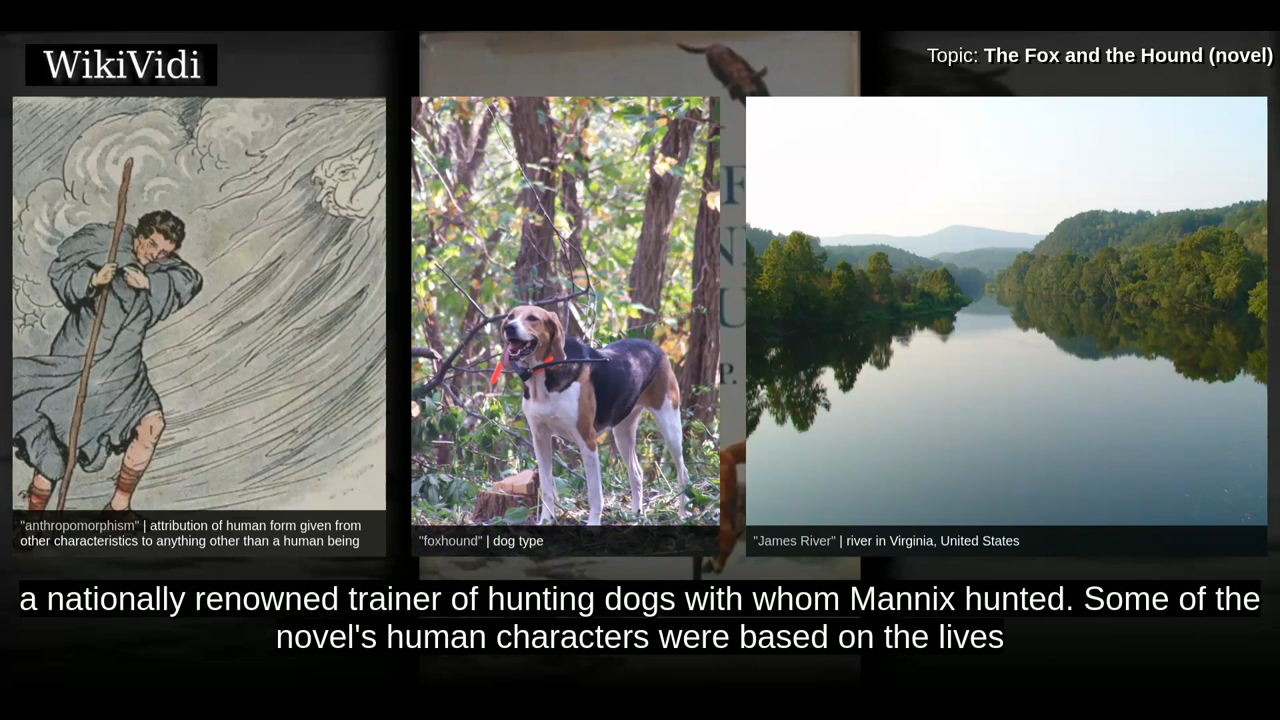 WikiVidi
Topic: The Fox and the Hound (novel)
F
N
U
P.
"anthropomorphism" | attribution of human form given from
other characteristics to anything other than a human being
"foxhound" | dog type
"James River" | river in Virginia, United States
a nationally renowned trainer of hunting dogs with whom Mannix hunted. Some of the
novel's human characters were based on the lives